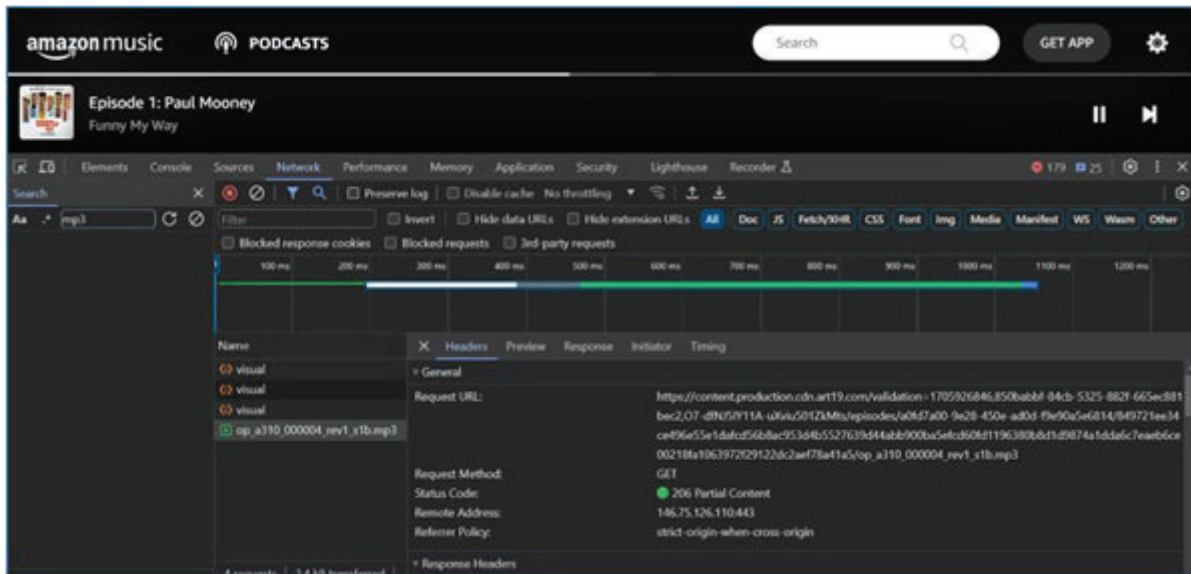 amazon music
PODCASTS
Search
GET APP
Episode 1: Paul Mooney
Funny My Way
Elements Console Sources Network Performance Memory Application Security Lighthouse Recorder 179 25
Search Preserve log Disable cache No throttling
Aa .* mp3 Filter Invert Hide data URLs Hide extension URLs All Doc JS Fetch/XHR CSS Font Img Media Manifest WS Wasm Other
Blocked response cookies Blocked requests 3rd-party requests
100 ms 200 ms 300 ms 400 ms 500 ms 600 ms 700 ms 800 ms 900 ms 1000 ms 1100 ms 1200 ms
Name
visual
visual
visual
op_a310_000004_rev1_s1b.mp3
Headers Preview Response Initiator Timing
General
Request URL:
Request Method: GET
Status Code: 206 Partial Content
Remote Address: 146.75.126.110:443
Referrer Policy: strict-origin-when-cross-origin
Response Headers